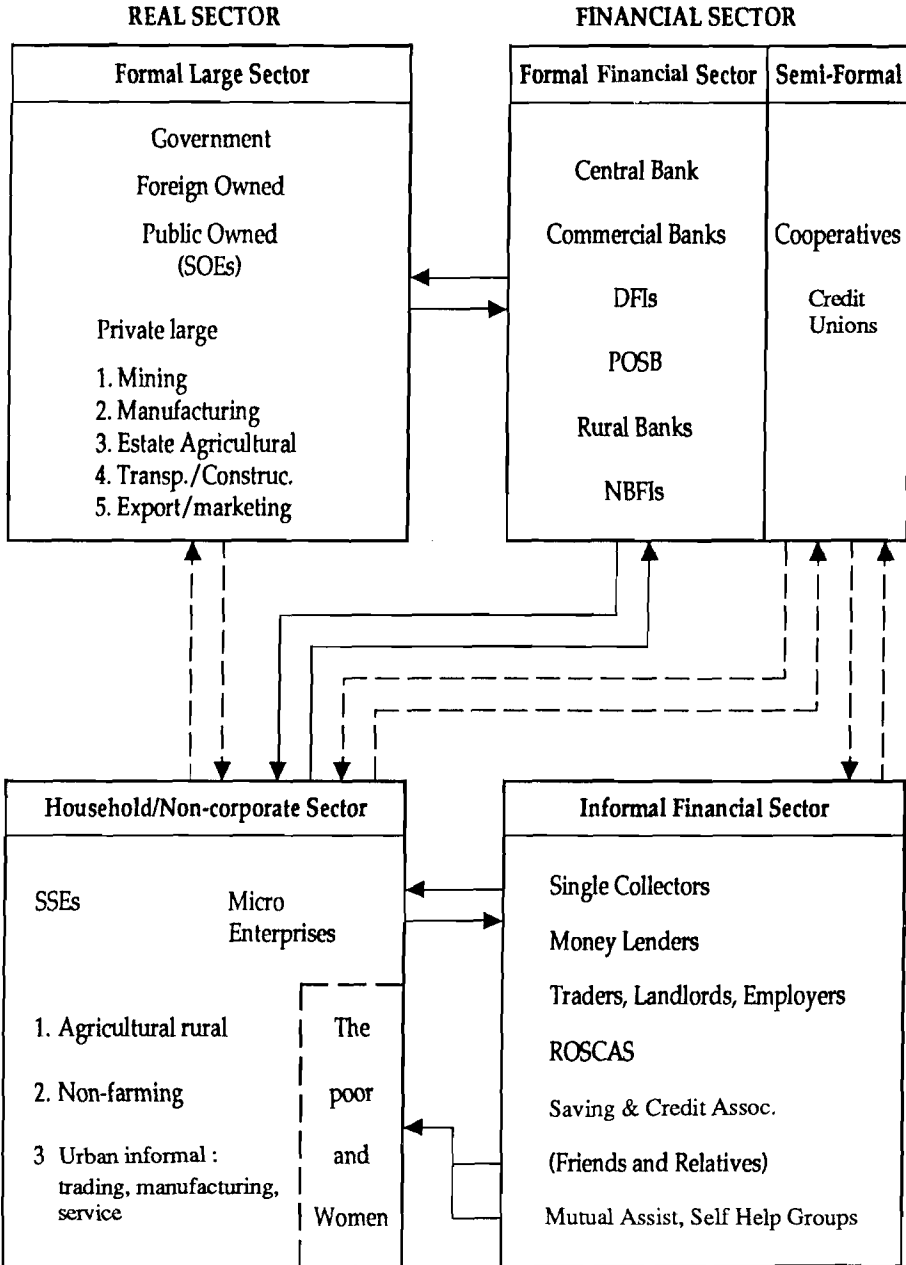 REAL SECTOR
FINANCIAL SECTOR
Formal Large Sector
Government
Foreign Owned
Public Owned
(SOEs)
Private large
1. Mining
2. Manufacturing
3. Estate Agricultural
4. Transp./Construc.
5. Export/marketing
Formal Financial Sector
Central Bank
Commercial Banks
DFIs
POSB
Rural Banks
NBFIs
Semi-Formal
Cooperatives
Credit
Unions
Household/Non-corporate Sector
SSEs
Micro
Enterprises
1. Agricultural rural
2. Non-farming
3 Urban informal :
trading, manufacturing,
service
The
poor
and
Women
Informal Financial Sector
Single Collectors
Money Lenders
Traders, Landlords, Employers
ROSCAS
Saving & Credit Assoc.
(Friends and Relatives)
Mutual Assist, Self Help Groups